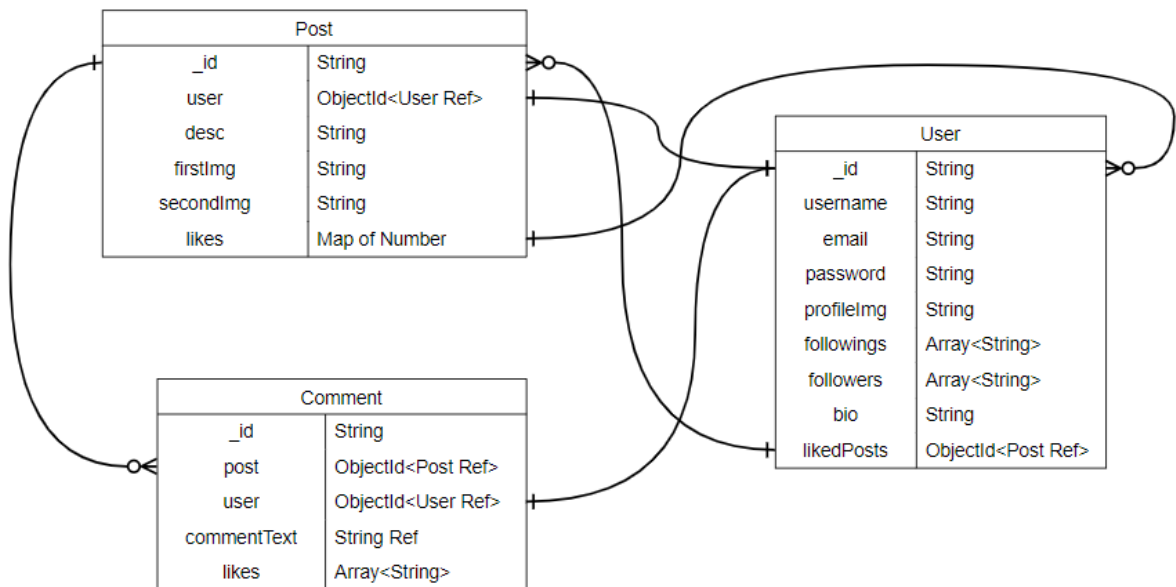 Post
_id String
user ObjectId<User Ref>
desc String
firstImg String
secondImg String
likes Map of Number
User
_id String
username String
email String
password String
profileImg String
followings Array<String>
followers Array<String>
bio String
likedPosts ObjectId<Post Ref>
Comment
_id String
post ObjectId<Post Ref>
user ObjectId<User Ref>
commentText String Ref
likes Array<String>